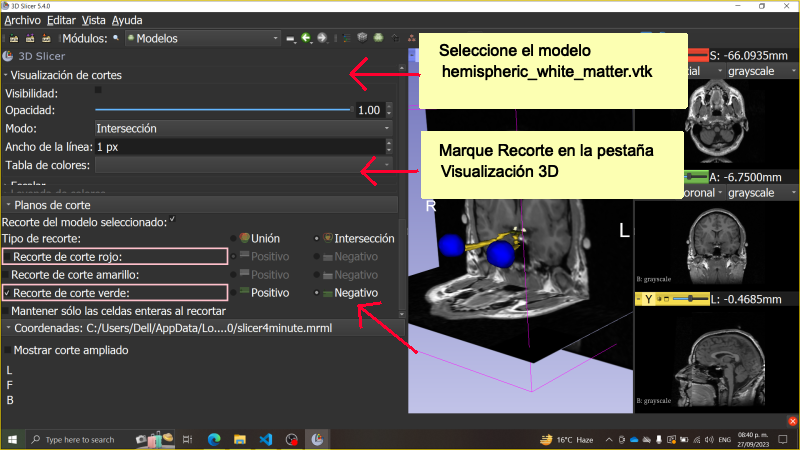 3D Slicer 5.4.0
Archivo Editar Vista Ayuda
Módulos: Modelos
3D Slicer
Visualización de cortes
Visibilidad:
Opacidad: 1.00
Modo: Intersección
Ancho de la línea: 1 px
Tabla de colores:
Planos de corte
Recorte del modelo seleccionado:
Tipo de recorte: Unión Intersección
Recorte de corte rojo: Positivo Negativo
Recorte de corte amarillo: Positivo Negativo
Recorte de corte verde: Positivo Negativo
Mantener sólo las celdas enteras al recortar
Coordenadas: C:/Users/Dell/AppData/Lo....0/slicer4minute.mrml
Mostrar corte ampliado
L
F
B
Seleccione el modelo
hemispheric_white_matter.vtk
Marque Recorte en la pestaña
Visualización 3D
R
L
S: -66.0935mm
grayscale
A: -6.7500mm
grayscale
B: grayscale
Y L: -0.4685mm
B: grayscale
Type here to search
16°C Haze
ENG
08:40 p. m.
27/09/2023